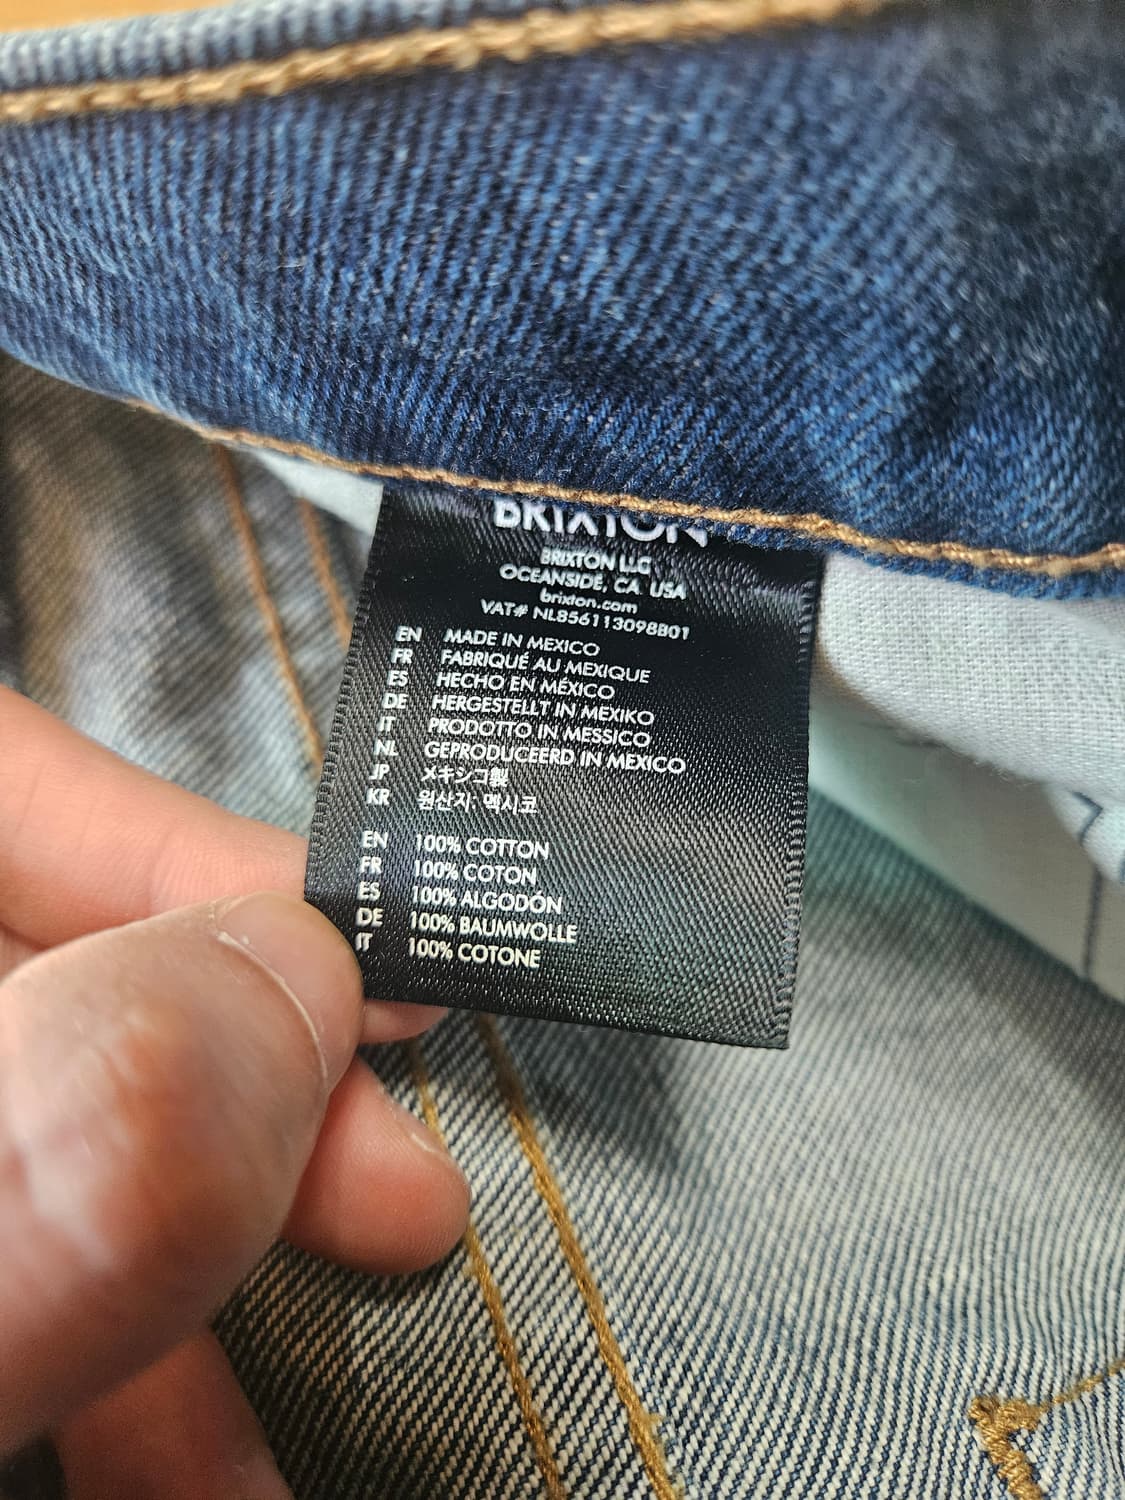 BRIXTON
BRIXTON LLC
OCEANSIDE, CA USA
brixton.com
VAT# NL856113098B01
EN MADE IN MEXICO
FR FABRIQUÉ AU MEXIQUE
ES HECHO EN MÉXICO
DE HERGESTELLT IN MEXIKO
IT PRODOTTO IN MESSICO
NL GEPRODUCEERD IN MEXICO
JP メキシコ製
KR 원산지: 멕시코
EN 100% COTTON
FR 100% COTON
ES 100% ALGODÓN
DE 100% BAUMWOLLE
IT 100% COTONE